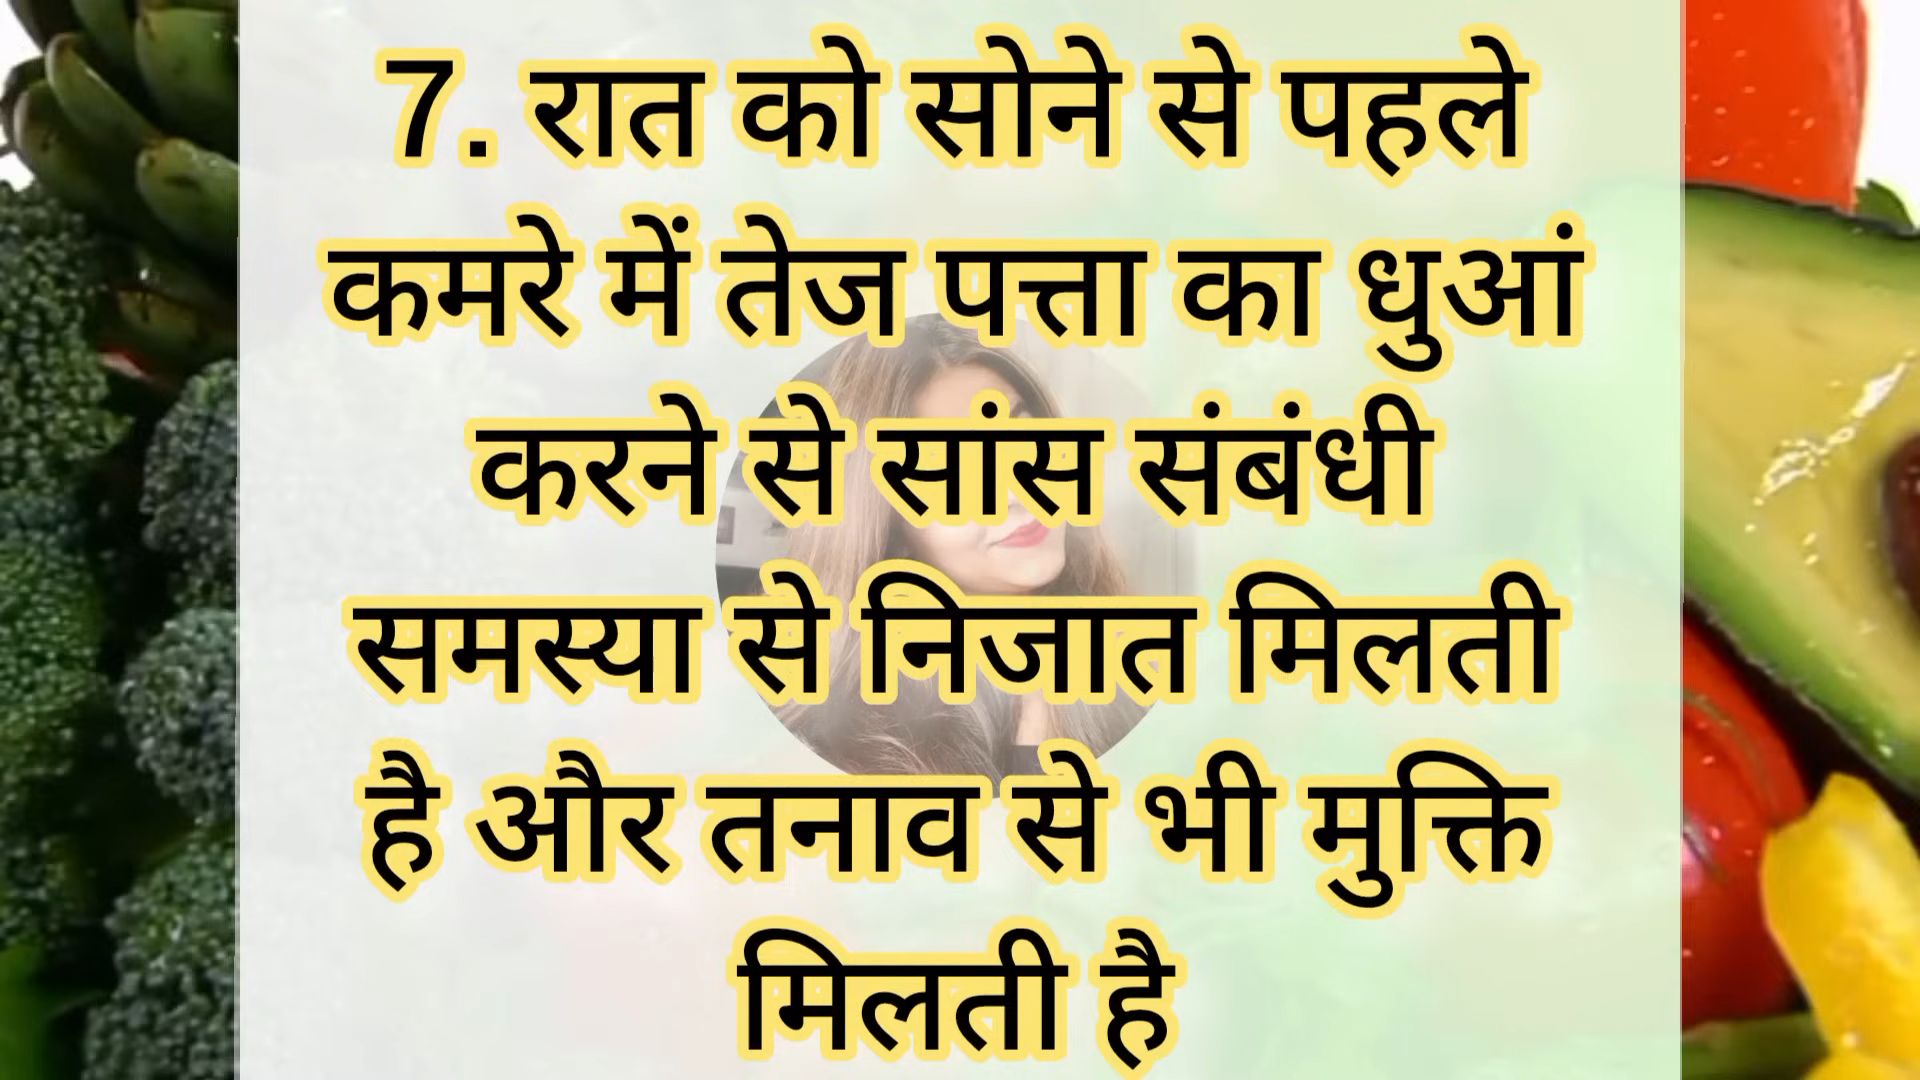 7. रात को सोने से पहले
कमरे में तेज पत्ता का धुआं
करने से सांस संबंधी
समस्या से निजात मिलती
है और तनाव से भी मुक्ति
मिलती है